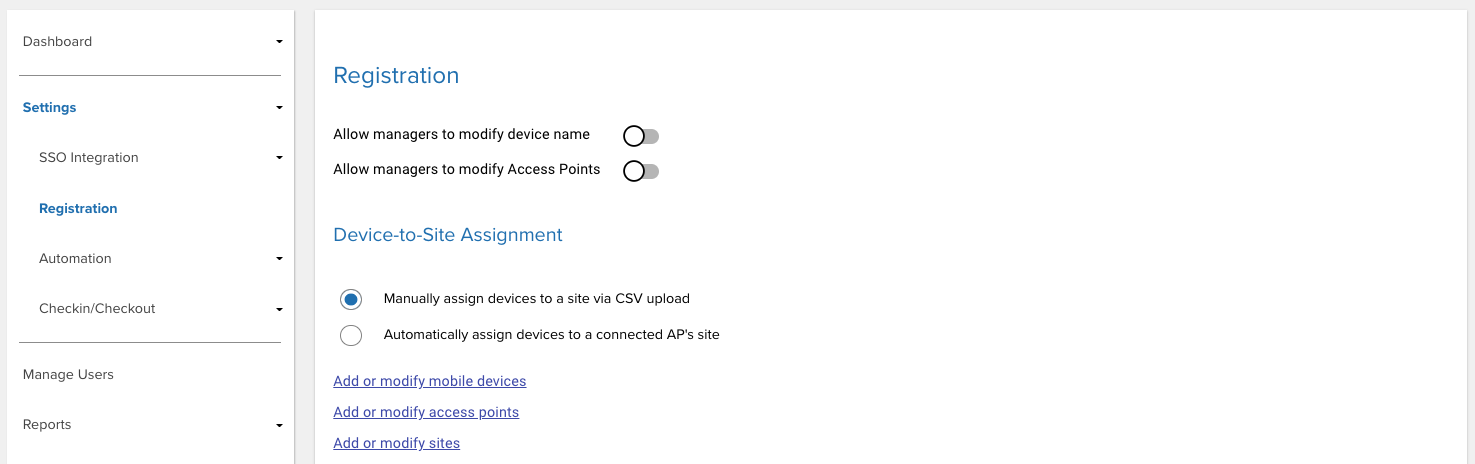 Dashboard
Settings
SSO Integration
Registration
Automation
Checkin/Checkout
Manage Users
Reports
Registration
Allow managers to modify device name
Allow managers to modify Access Points
Device-to-Site Assignment
Manually assign devices to a site via CSV upload
Automatically assign devices to a connected AP's site
Add or modify mobile devices
Add or modify access points
Add or modify sites